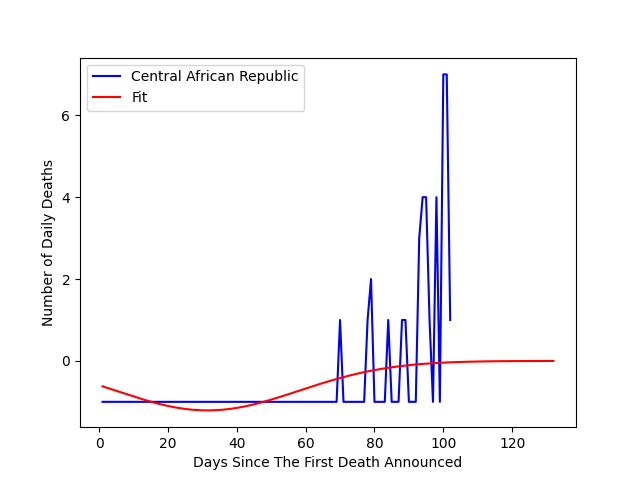 Central African Republic
Fit
Number of Daily Deaths
6
4
2
0
0 20 40 60 80 100 120
Days Since The First Death Announced